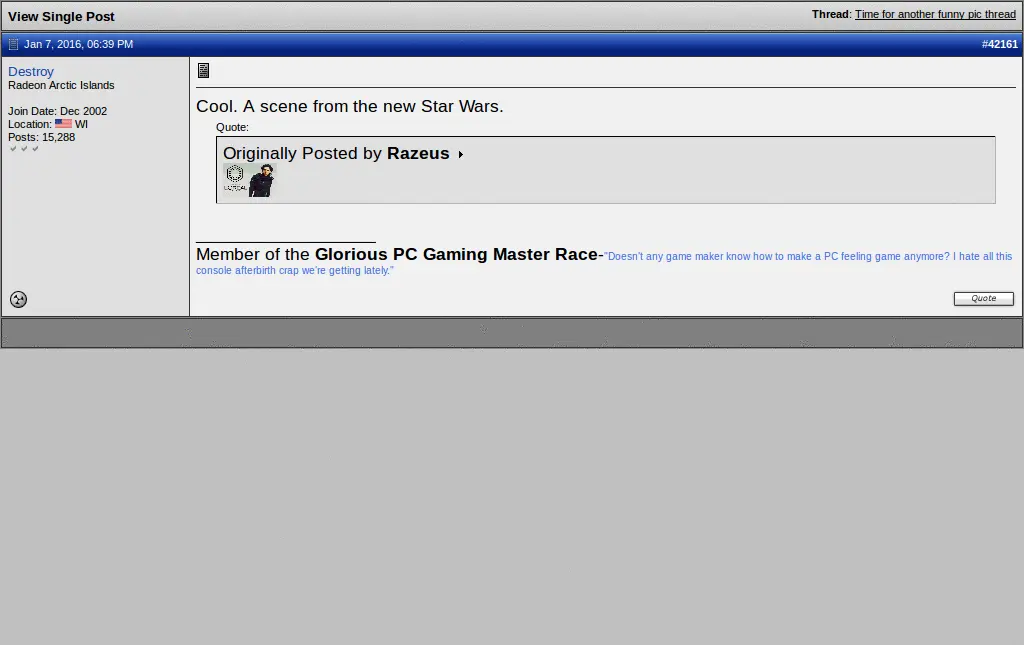 View Single Post
Thread: Time for another funny pic thread
Jan 7, 2016, 06:39 PM
#42161
Destroy
Radeon Arctic Islands
Join Date: Dec 2002
Location: WI
Posts: 15,288
Cool. A scene from the new Star Wars.
Quote:
Originally Posted by Razeus
Member of the Glorious PC Gaming Master Race-"Doesn't any game maker know how to make a PC feeling game anymore? I hate all this
console afterbirth crap we're getting lately."
Quote